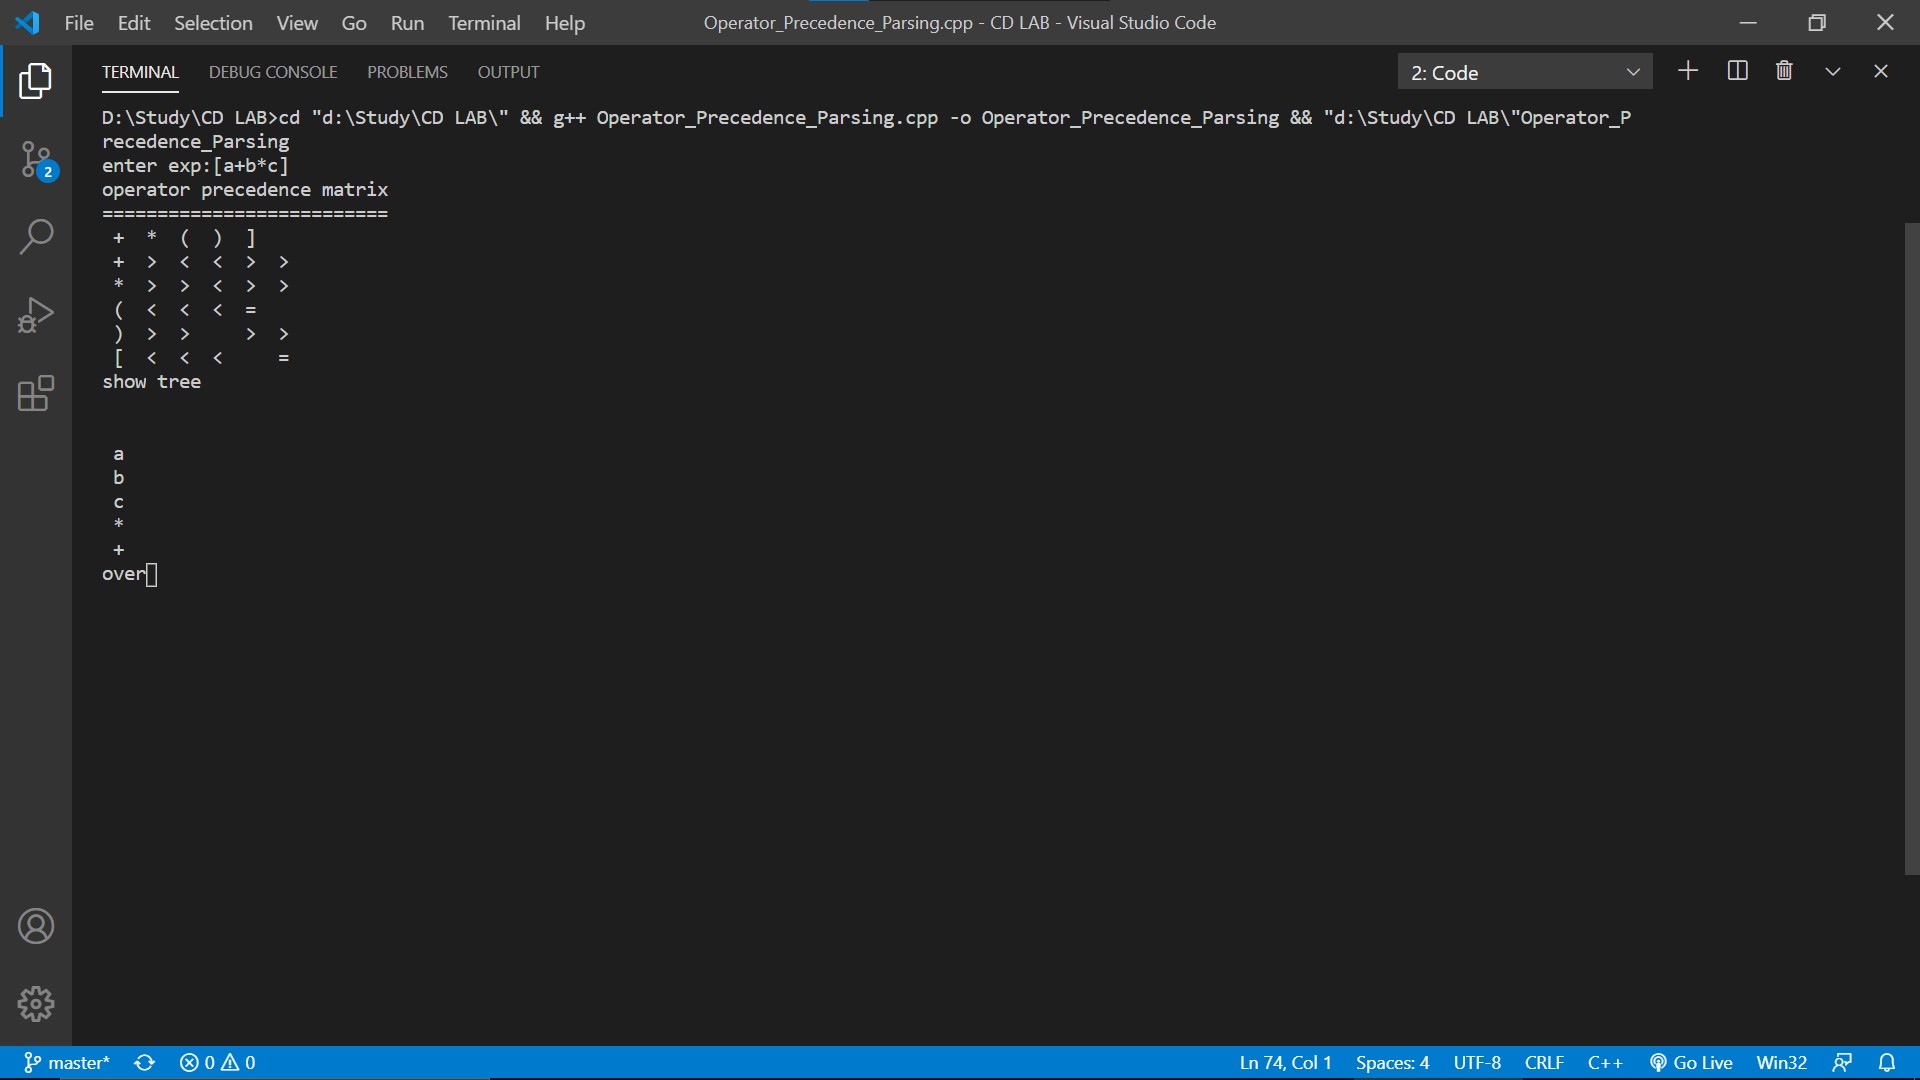 File Edit Selection View Go Run Terminal Help
Operator_Precedence_Parsing.cpp - CD LAB - Visual Studio Code
TERMINAL DEBUG CONSOLE PROBLEMS OUTPUT
2: Code
D:\Study\CD LAB>cd "d:\Study\CD LAB\" && g++ Operator_Precedence_Parsing.cpp -o Operator_Precedence_Parsing && "d:\Study\CD LAB\"Operator_P
recedence_Parsing
enter exp:[a+b*c]
operator precedence matrix
==========================
 +  *  (  )  ]
 +  >  <  <  >  >
 *  >  >  <  >  >
 (  <  <  <  =
 )  >  >     >  >
 [  <  <  <     =
show tree
 a
 b
 c
 *
 +
over
2
master* 0 0
Ln 74, Col 1 Spaces: 4 UTF-8 CRLF C++ Go Live Win32